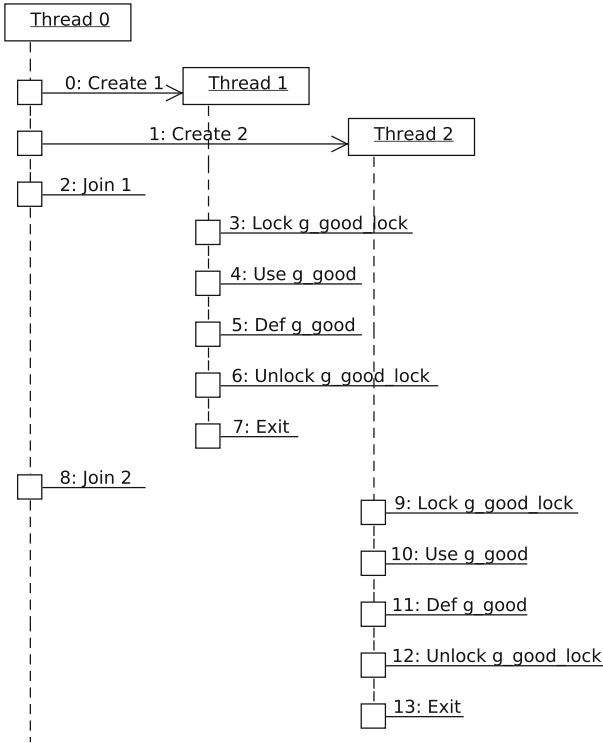 Thread 0
0: Create 1
Thread 1
1: Create 2
Thread 2
2: Join 1
3: Lock g_good_lock
4: Use g_good
5: Def g_good
6: Unlock g_good_lock
7: Exit
8: Join 2
9: Lock g_good_lock
10: Use g_good
11: Def g_good
12: Unlock g_good_lock
13: Exit